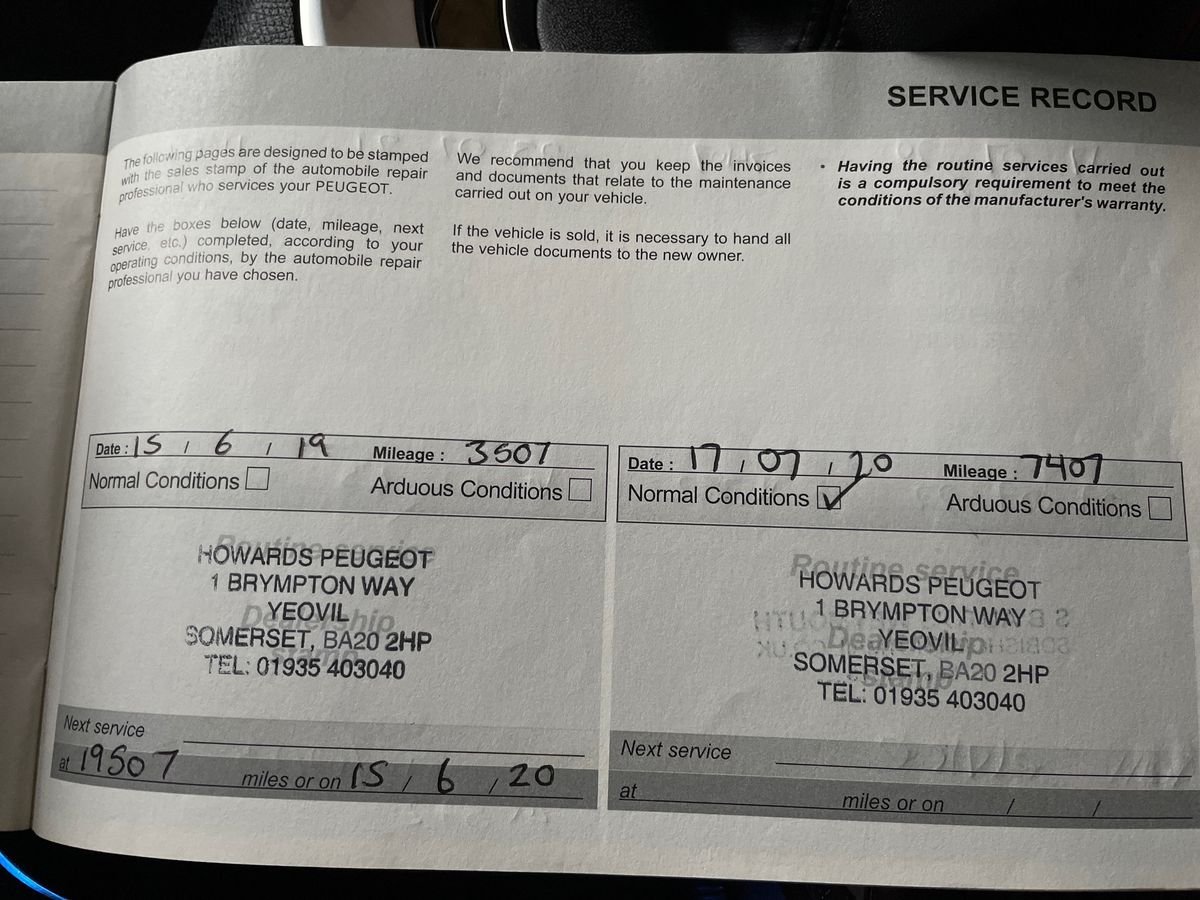 SERVICE RECORD
The following pages are designed to be stamped
with the sales stamp of the automobile repair
professional who services your PEUGEOT.
Have the boxes below (date, mileage, next
service, etc.) completed, according to your
operating conditions, by the automobile repair
professional you have chosen.
We recommend that you keep the invoices
and documents that relate to the maintenance
carried out on your vehicle.
If the vehicle is sold, it is necessary to hand all
the vehicle documents to the new owner.
• Having the routine services carried out
is a compulsory requirement to meet the
conditions of the manufacturer's warranty.
Date : 15 / 6 / 19 Mileage : 3507
Normal Conditions Arduous Conditions
Routine service
HOWARDS PEUGEOT
1 BRYMPTON WAY
YEOVIL
Dealership
SOMERSET, BA20 2HP
stamp
TEL: 01935 403040
Next service
at 19507 miles or on 15 / 6 / 20
Date : 17 / 07 / 20 Mileage : 7407
Normal Conditions ✓ Arduous Conditions
Routine service
HOWARDS PEUGEOT
1 BRYMPTON WAY
YEOVIL
Dealership
SOMERSET, BA20 2HP
stamp
TEL: 01935 403040
Next service
at miles or on / /